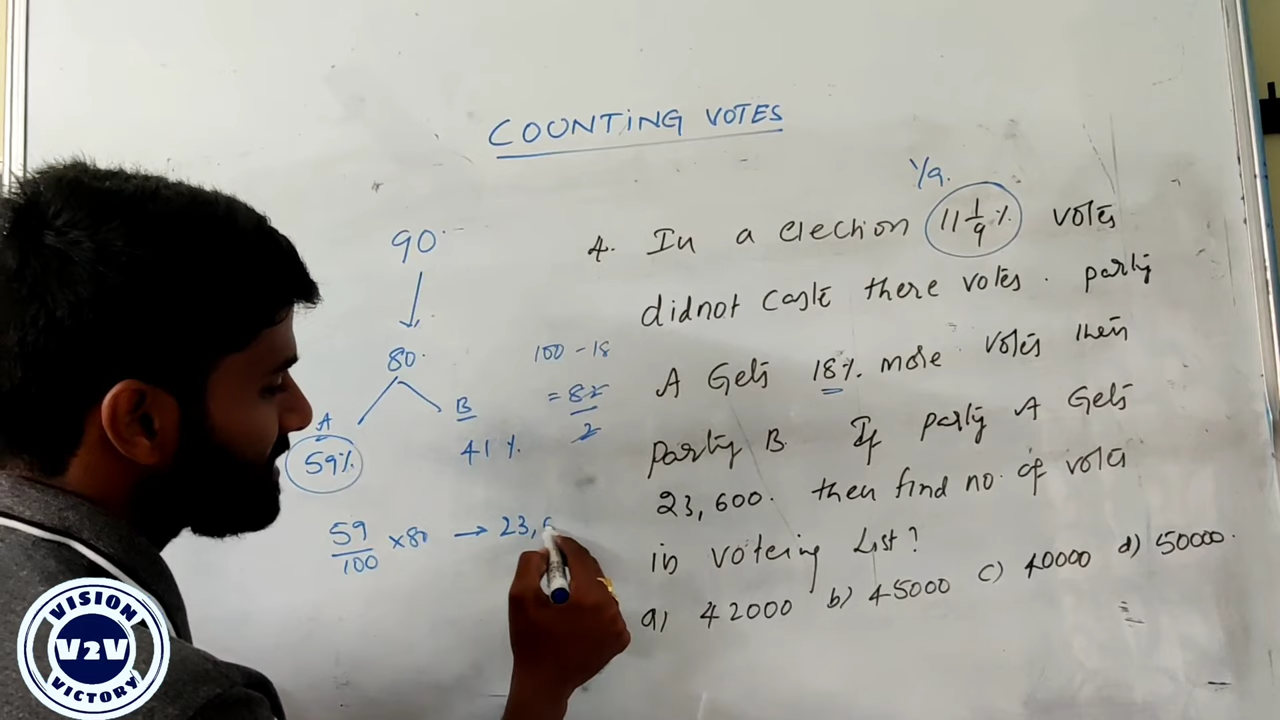 COUNTING VOTES
1/9.
4. In a election 11 1/9 % votes
didnot caste there votes. party
A Gets 18% more votes then
party B. If party A Gets
23,600. then find no. of votes
in voteing List?
a) 42000 b) 45000 c) 40000 d) 50000.
90
80
A B
59% 41 %
100 - 18
= 82
2
59/100 x 80 → 23,6
VISION
V2V
VICTORY